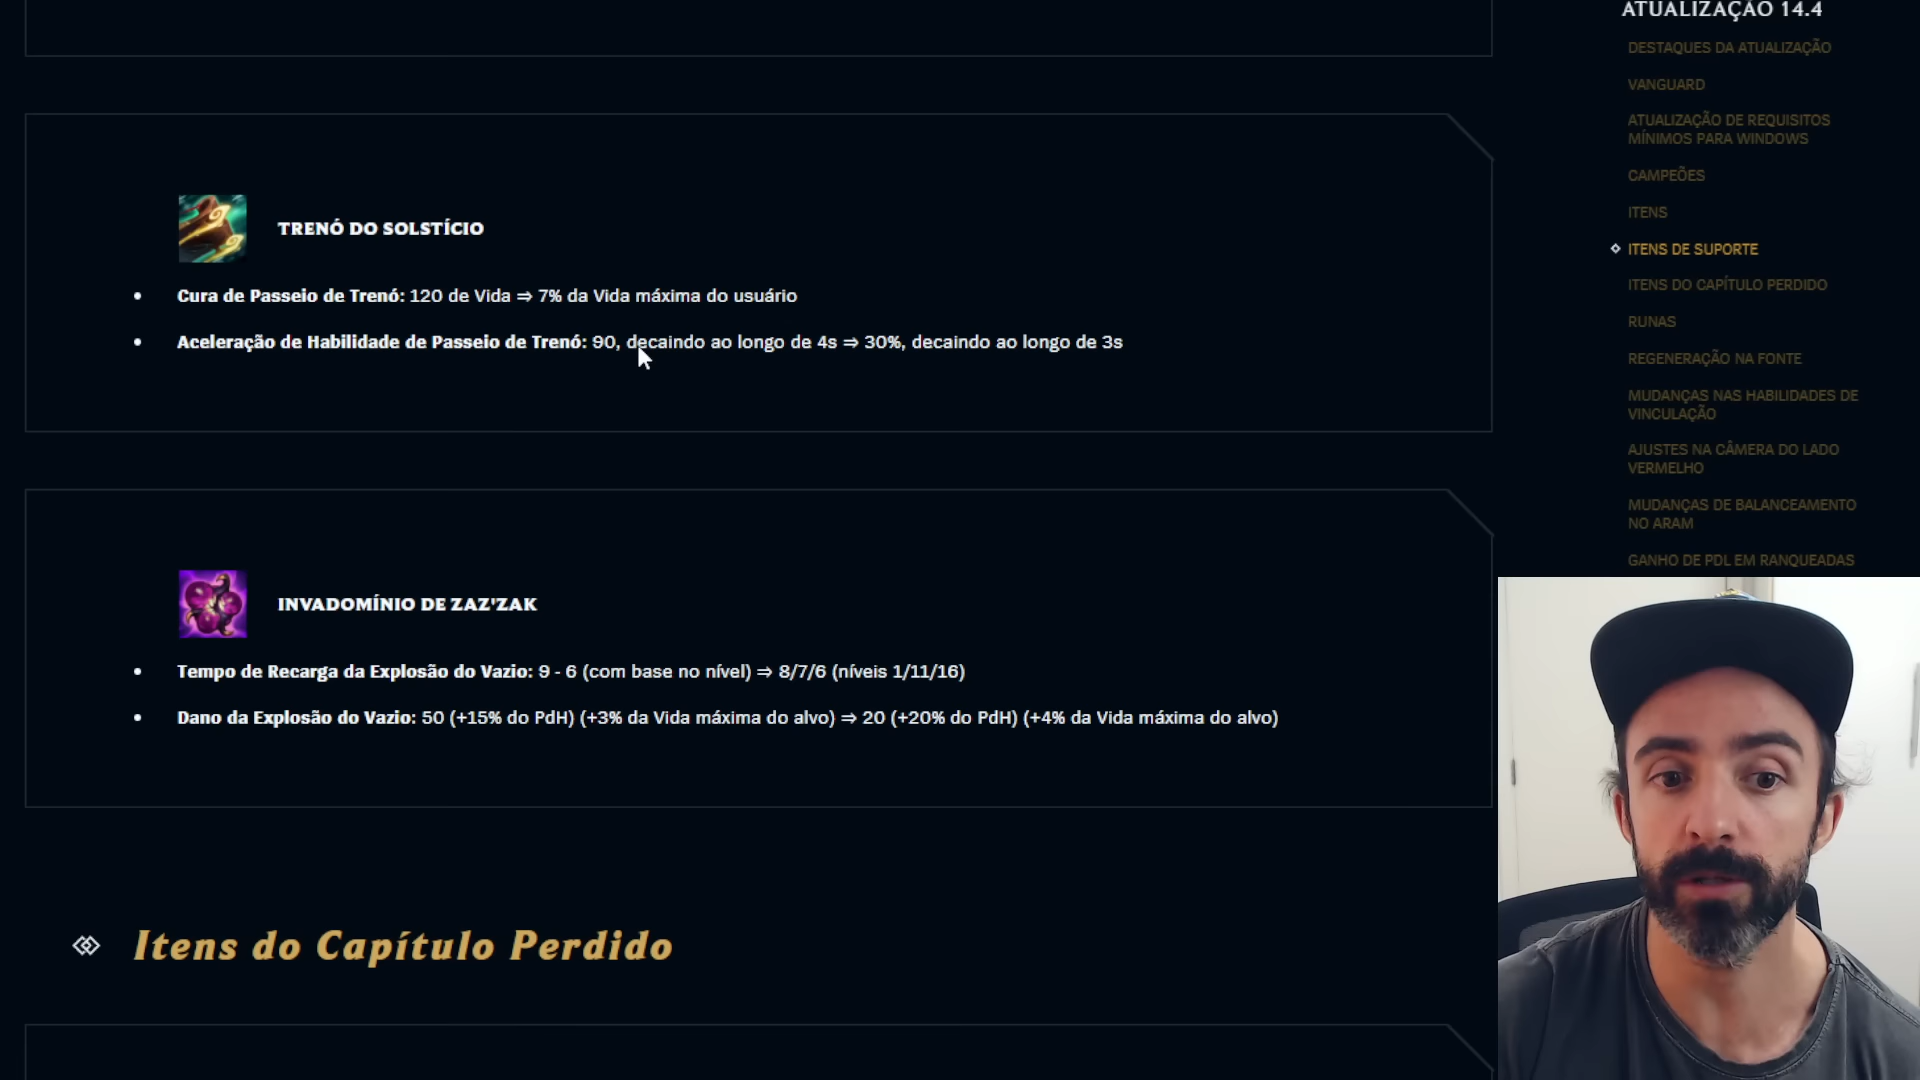 TRENÓ DO SOLSTÍCIO
Cura de Passeio de Trenó: 120 de Vida ⇒ 7% da Vida máxima do usuário
Aceleração de Habilidade de Passeio de Trenó: 90, decaindo ao longo de 4s ⇒ 30%, decaindo ao longo de 3s
INVADOMÍNIO DE ZAZ'ZAK
Tempo de Recarga da Explosão do Vazio: 9 - 6 (com base no nível) ⇒ 8/7/6 (níveis 1/11/16)
Dano da Explosão do Vazio: 50 (+15% do PdH) (+3% da Vida máxima do alvo) ⇒ 20 (+20% do PdH) (+4% da Vida máxima do alvo)
Itens do Capítulo Perdido
ATUALIZAÇÃO 14.4
DESTAQUES DA ATUALIZAÇÃO
VANGUARD
ATUALIZAÇÃO DE REQUISITOS
MÍNIMOS PARA WINDOWS
CAMPEÕES
ITENS
ITENS DE SUPORTE
ITENS DO CAPÍTULO PERDIDO
RUNAS
REGENERAÇÃO NA FONTE
MUDANÇAS NAS HABILIDADES DE
VINCULAÇÃO
AJUSTES NA CÂMERA DO LADO
VERMELHO
MUDANÇAS DE BALANCEAMENTO
NO ARAM
GANHO DE PDL EM RANQUEADAS